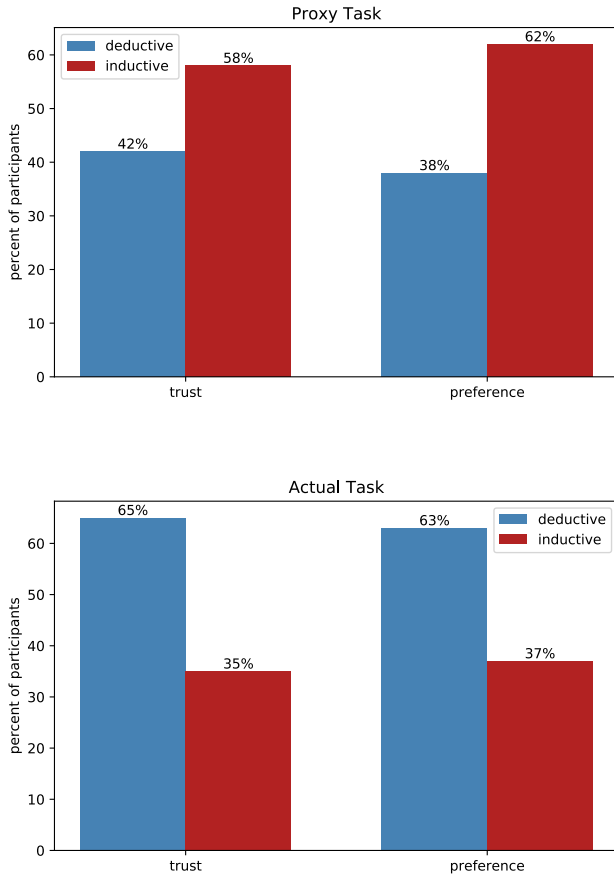 Proxy Task
deductive
inductive
percent of participants
60
50
40
30
20
10
0
42%
58%
38%
62%
trust
preference
Actual Task
deductive
inductive
percent of participants
60
50
40
30
20
10
0
65%
35%
63%
37%
trust
preference